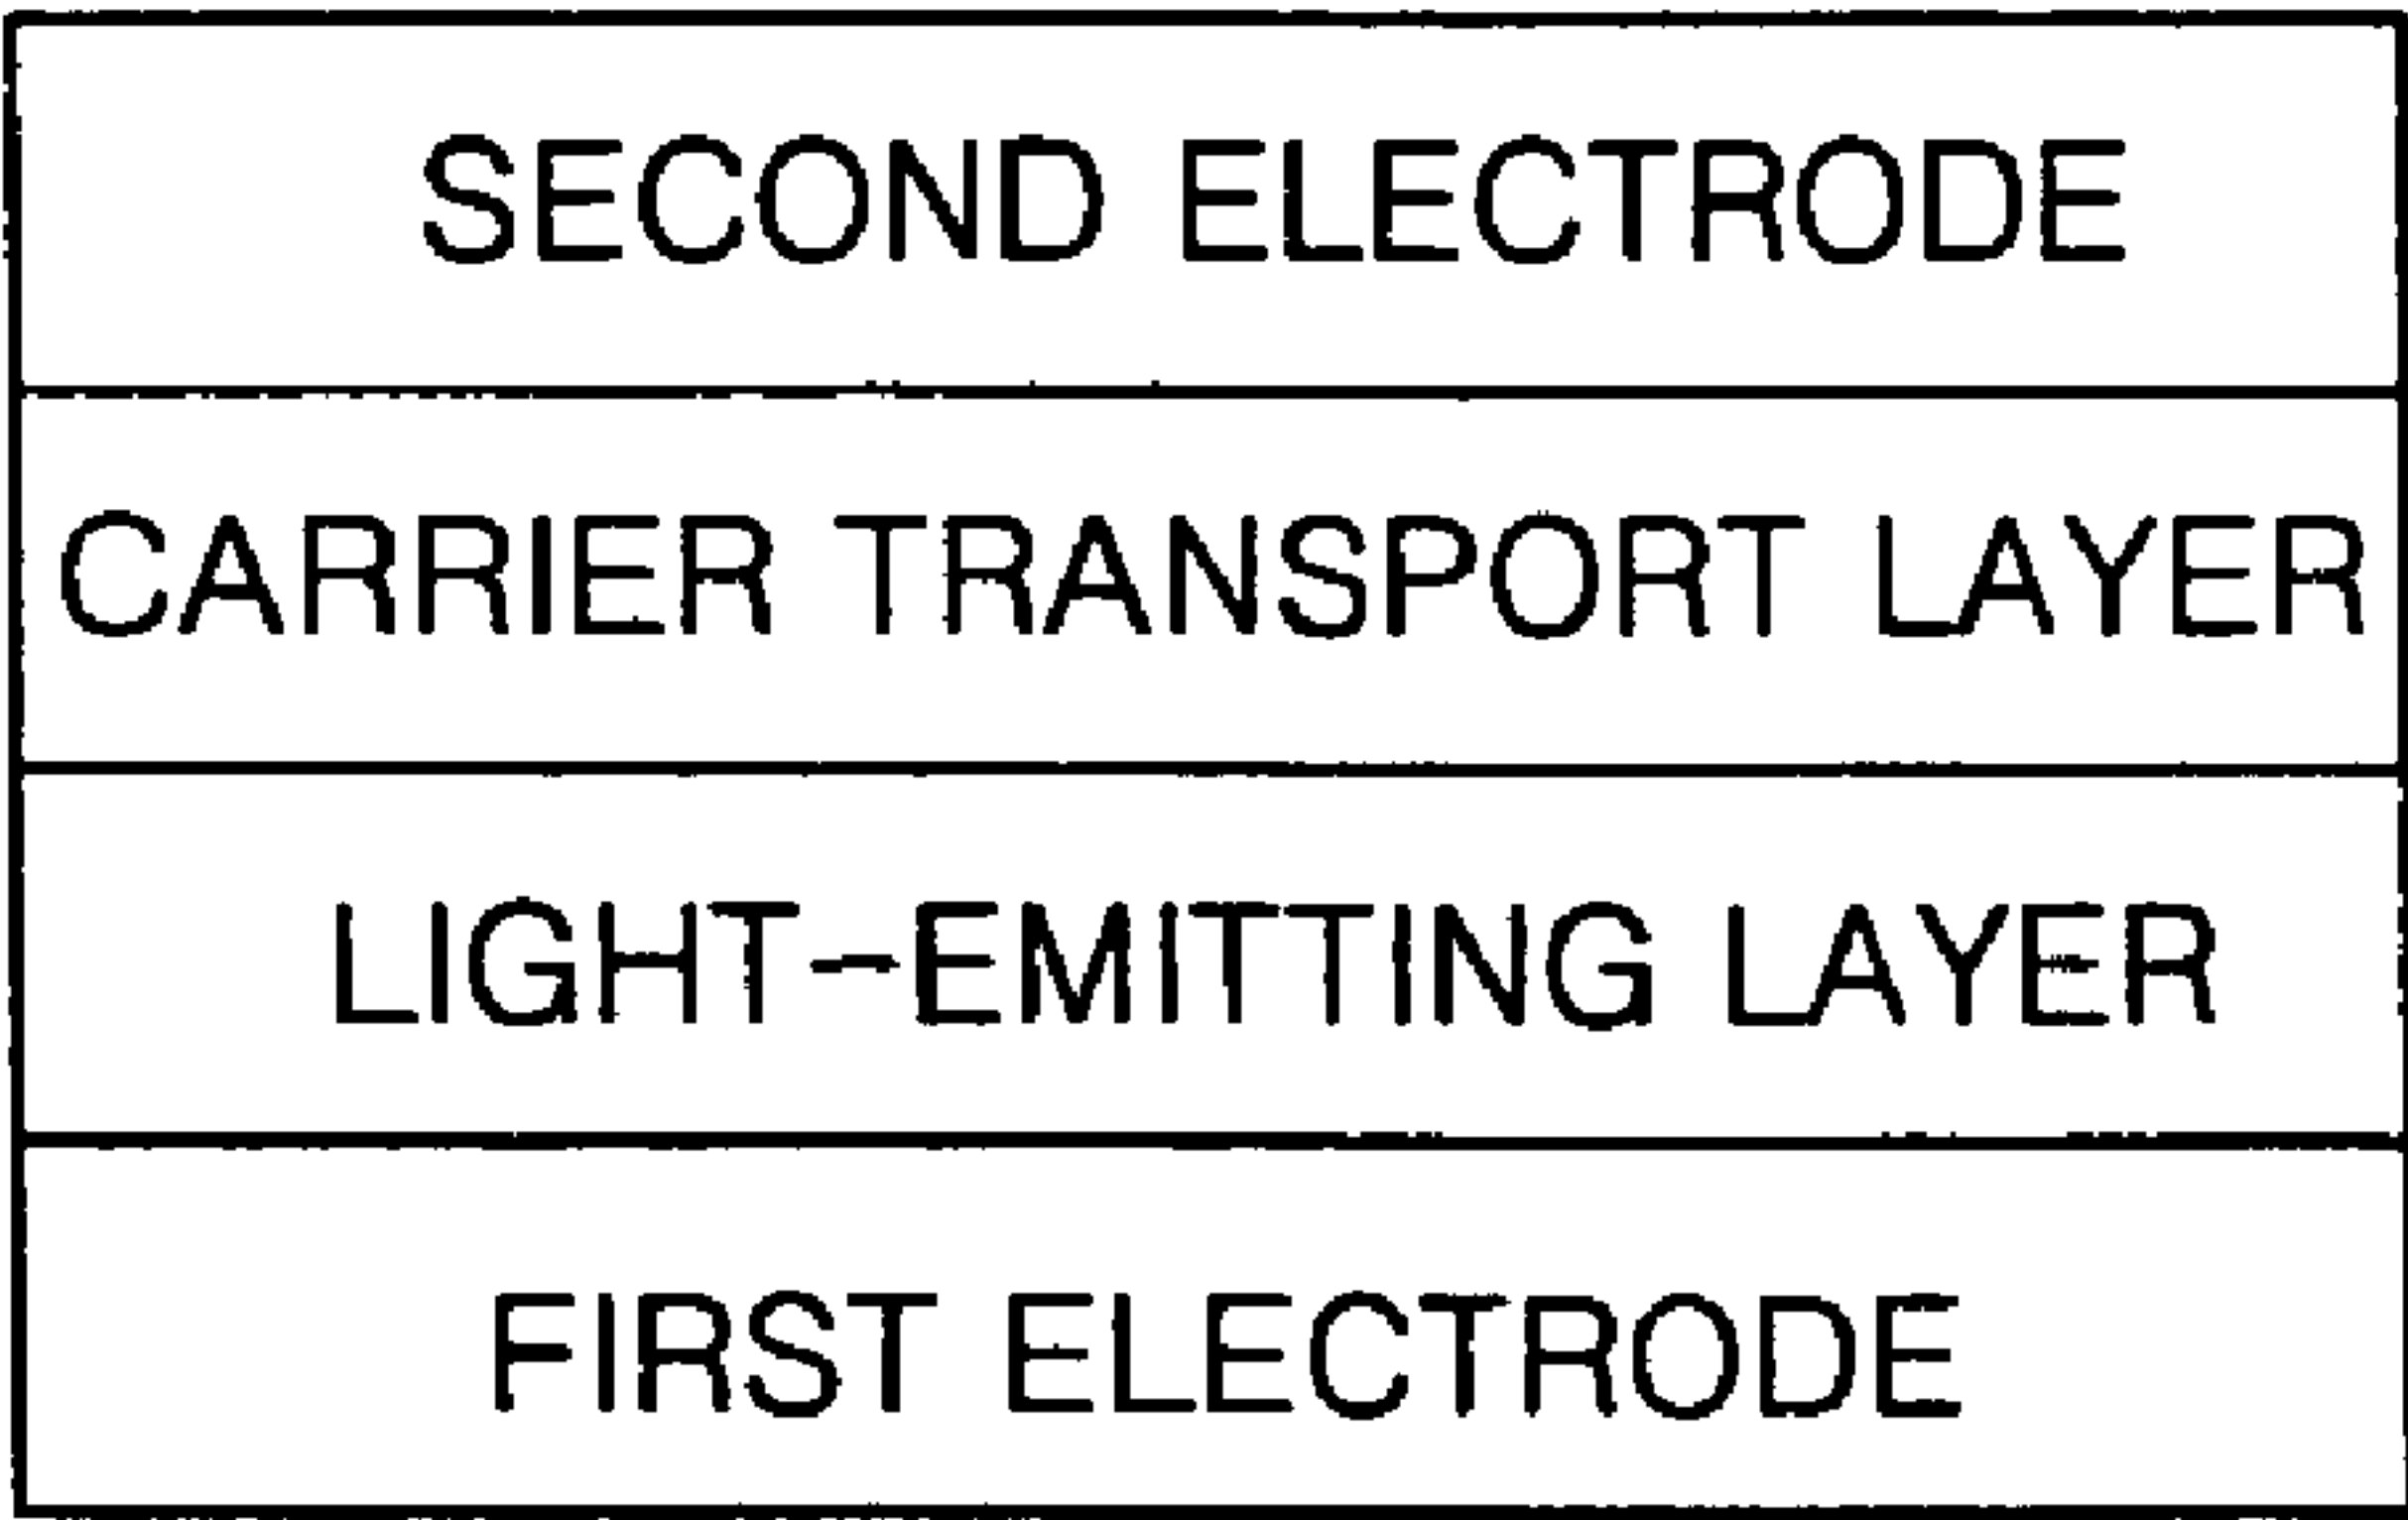 SECOND ELECTRODE
CARRIER TRANSPORT LAYER
LIGHT-EMITTING LAYER
FIRST ELECTRODE